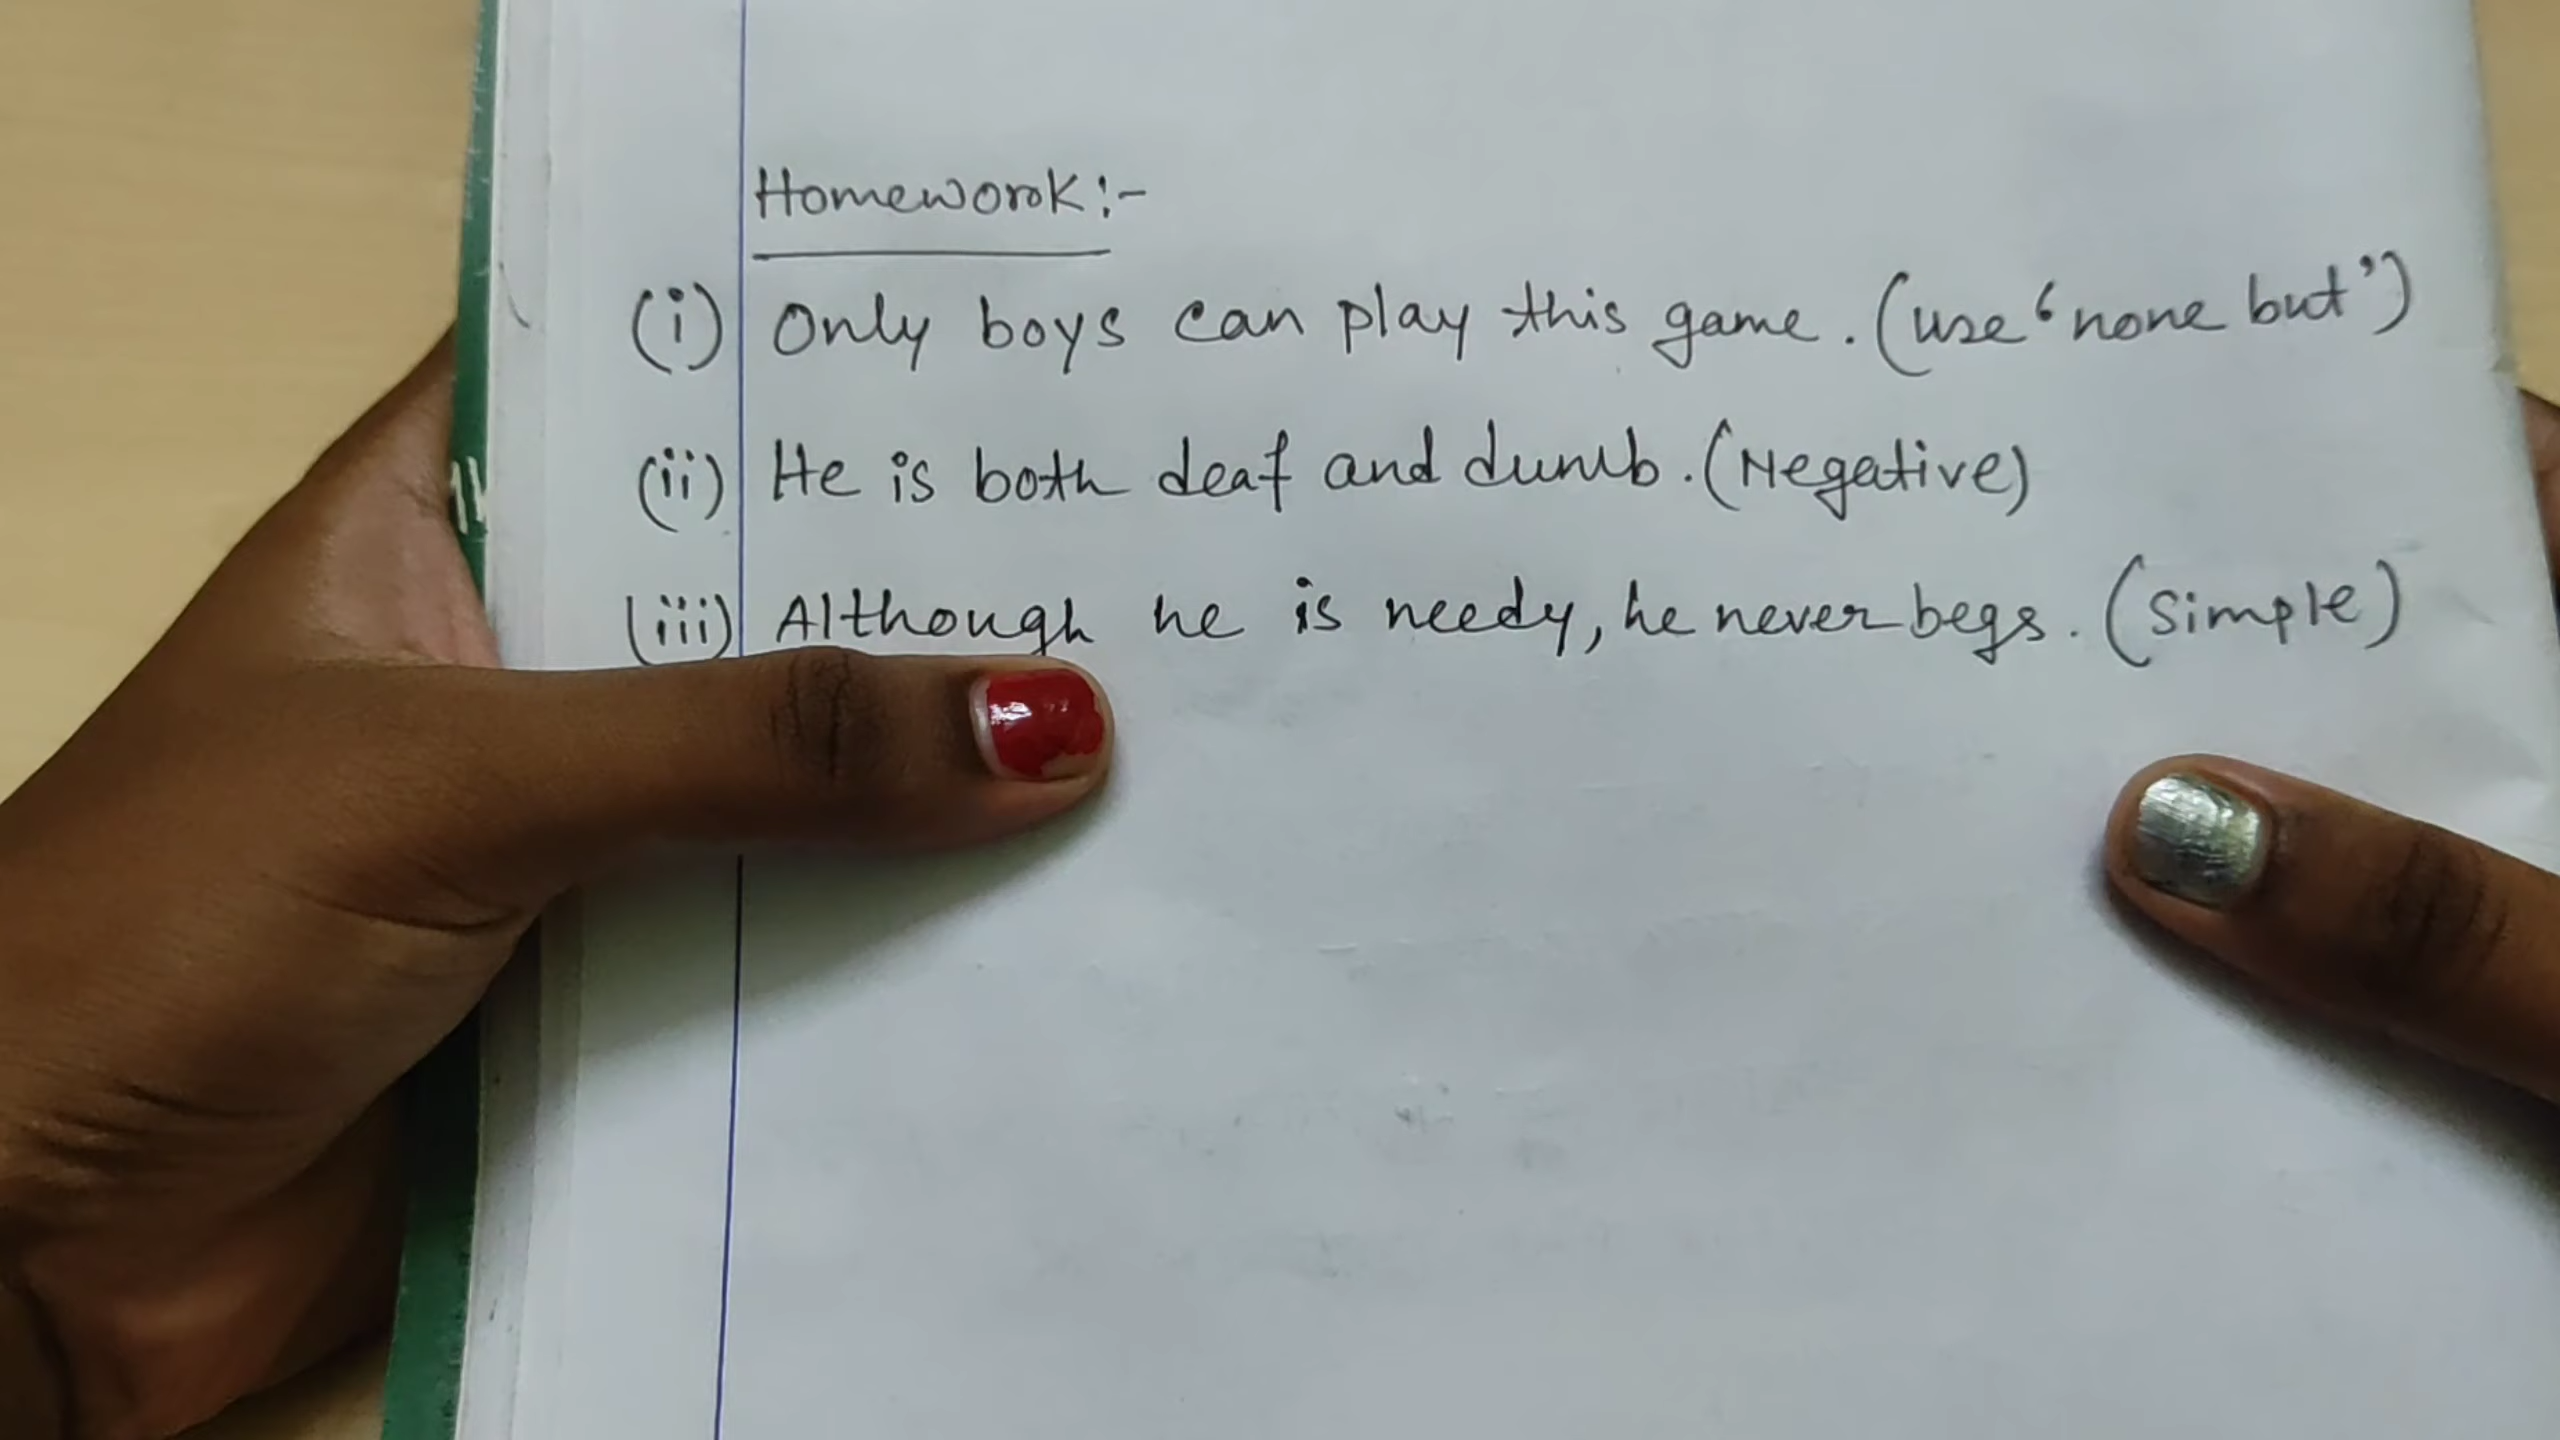 Homework:-
(i) Only boys can play this game. (use 'none but')
(ii) He is both deaf and dumb. (Negative)
(iii) Although he is needy, he never begs. (Simple)